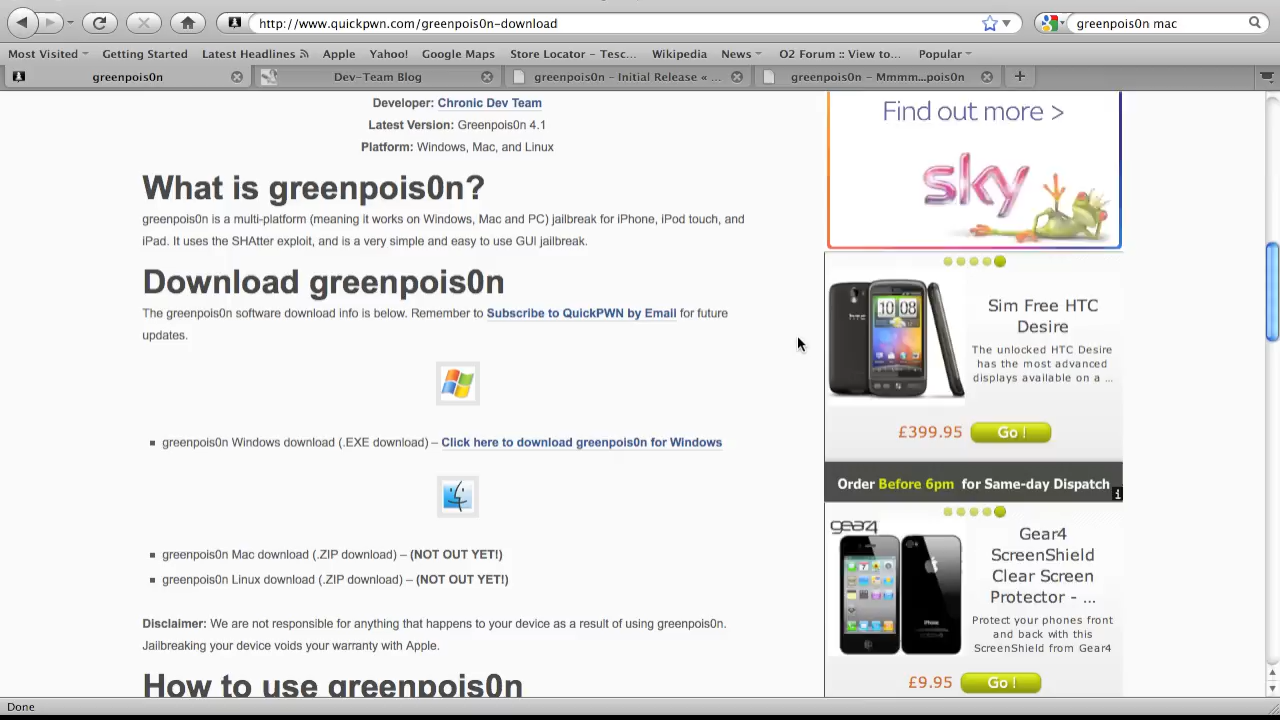 http://www.quickpwn.com/greenpois0n-download
greenpois0n mac
Most Visited
Getting Started
Latest Headlines
Apple
Yahoo!
Google Maps
Store Locator – Tesc...
Wikipedia
News
O2 Forum :: View to...
Popular
greenpois0n
Dev-Team Blog
greenpois0n – Initial Release « ...
greenpois0n – Mmmm...pois0n
Developer: Chronic Dev Team
Latest Version: Greenpois0n 4.1
Platform: Windows, Mac, and Linux
What is greenpois0n?
greenpois0n is a multi-platform (meaning it works on Windows, Mac and PC) jailbreak for iPhone, iPod touch, and
iPad. It uses the SHAtter exploit, and is a very simple and easy to use GUI jailbreak.
Download greenpois0n
The greenpois0n software download info is below. Remember to Subscribe to QuickPWN by Email for future
updates.
greenpois0n Windows download (.EXE download) – Click here to download greenpois0n for Windows
greenpois0n Mac download (.ZIP download) – (NOT OUT YET!)
greenpois0n Linux download (.ZIP download) – (NOT OUT YET!)
Disclaimer: We are not responsible for anything that happens to your device as a result of using greenpois0n.
Jailbreaking your device voids your warranty with Apple.
How to use greenpois0n
Find out more >
sky
Sim Free HTC
Desire
The unlocked HTC Desire
has the most advanced
displays available on a ...
£399.95
Go !
Order Before 6pm for Same-day Dispatch
i
gear4
Gear4
ScreenShield
Clear Screen
Protector - ...
Protect your phones front
and back with this
ScreenShield from Gear4
£9.95
Go !
10 08
iPhone
Done